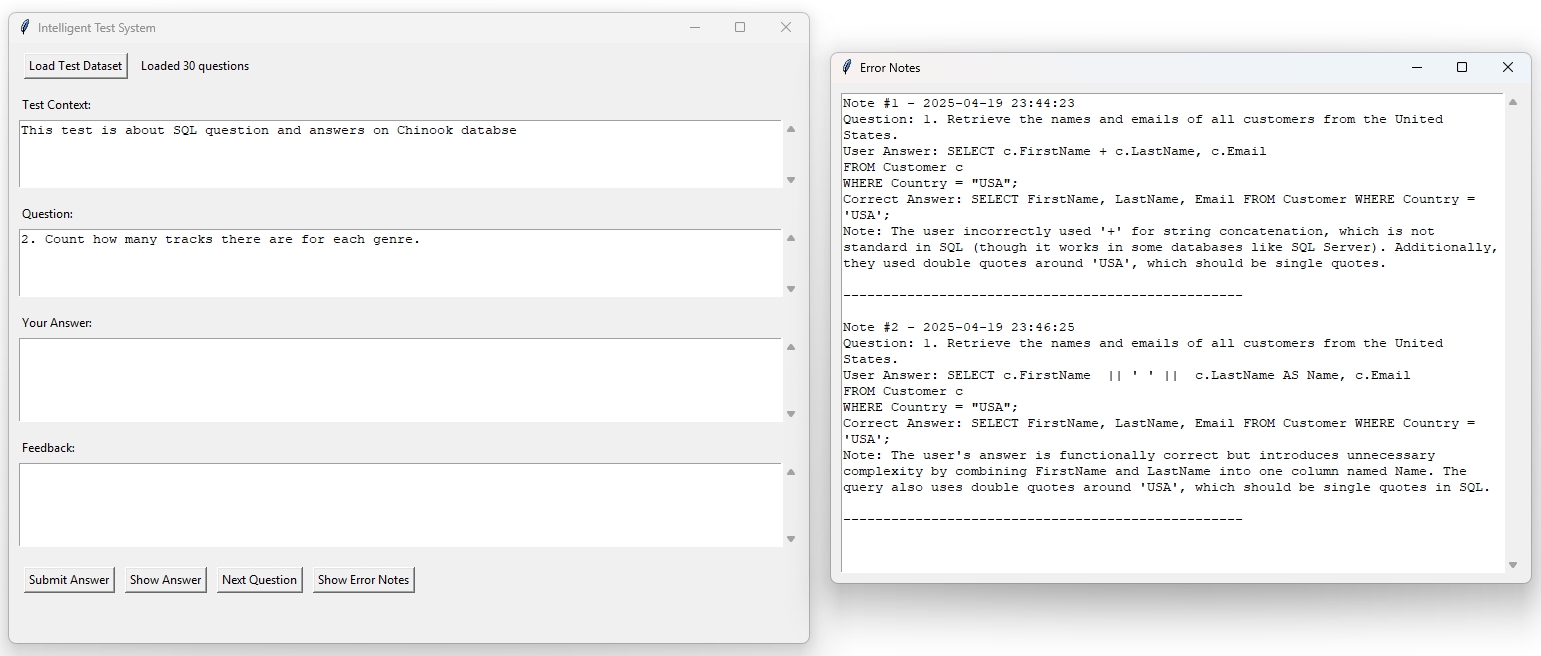 Intelligent Test System
Load Test Dataset Loaded 30 questions
Test Context:
This test is about SQL question and answers on Chinook databse
Question:
2. Count how many tracks there are for each genre.
Your Answer:
Feedback:
Submit Answer Show Answer Next Question Show Error Notes
Error Notes
Note #1 - 2025-04-19 23:44:23
Question: 1. Retrieve the names and emails of all customers from the United
States.
User Answer: SELECT c.FirstName + c.LastName, c.Email
FROM Customer c
WHERE Country = "USA";
Correct Answer: SELECT FirstName, LastName, Email FROM Customer WHERE Country =
'USA';
Note: The user incorrectly used '+' for string concatenation, which is not
standard in SQL (though it works in some databases like SQL Server). Additionally,
they used double quotes around 'USA', which should be single quotes.
--------------------------------------------------
Note #2 - 2025-04-19 23:46:25
Question: 1. Retrieve the names and emails of all customers from the United
States.
User Answer: SELECT c.FirstName  || ' ' ||  c.LastName AS Name, c.Email
FROM Customer c
WHERE Country = "USA";
Correct Answer: SELECT FirstName, LastName, Email FROM Customer WHERE Country =
'USA';
Note: The user's answer is functionally correct but introduces unnecessary
complexity by combining FirstName and LastName into one column named Name. The
query also uses double quotes around 'USA', which should be single quotes in SQL.
--------------------------------------------------